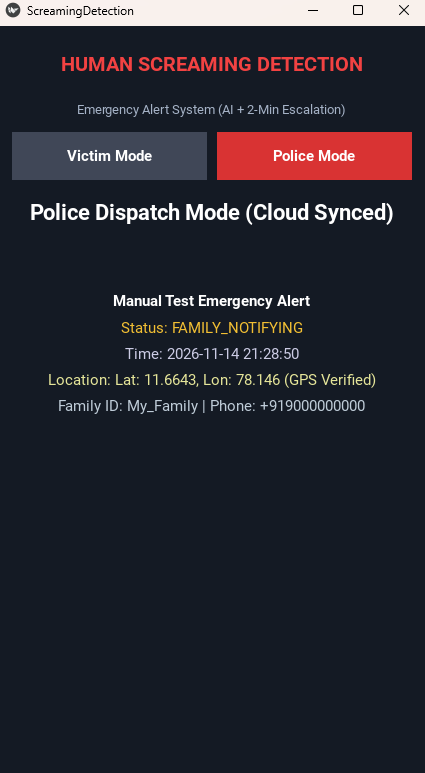 ScreamingDetection
HUMAN SCREAMING DETECTION
Emergency Alert System (AI + 2-Min Escalation)
Victim Mode
Police Mode
Police Dispatch Mode (Cloud Synced)
Manual Test Emergency Alert
Status: FAMILY_NOTIFYING
Time: 2026-11-14 21:28:50
Location: Lat: 11.6643, Lon: 78.146 (GPS Verified)
Family ID: My_Family | Phone: +919000000000